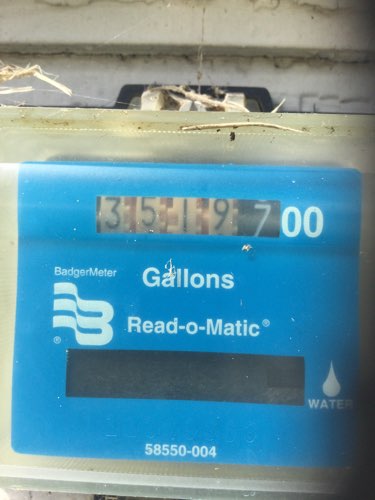 3519700
BadgerMeter
Gallons
®
Read-o-Matic®
WATER
58550-004